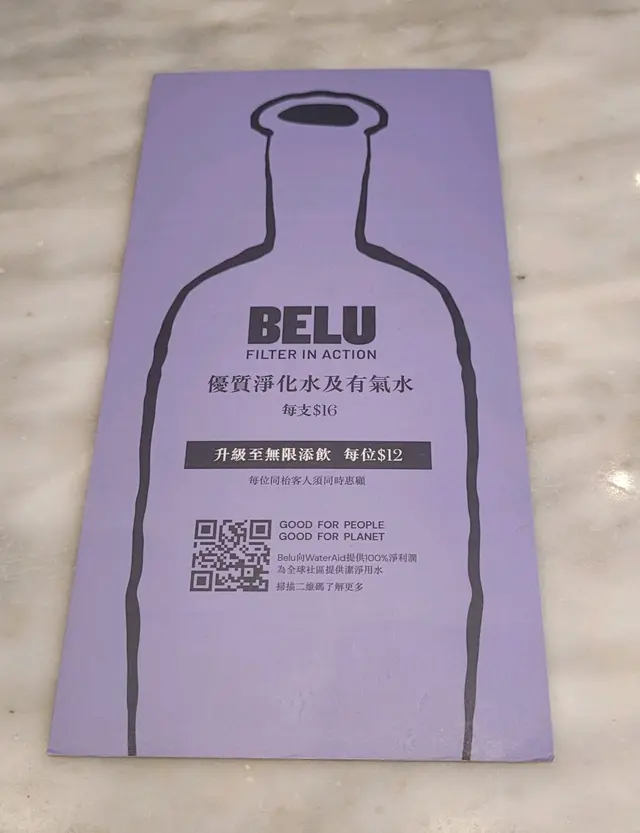 BELU
FILTER IN ACTION
優質淨化水及有氣水
每支$16
升級至無限添飲 每位$12
每位同枱客人須同時惠顧
GOOD FOR PEOPLE
GOOD FOR PLANET
Belu向WaterAid提供100%淨利潤
為全球社區提供潔淨用水
掃描二維碼了解更多